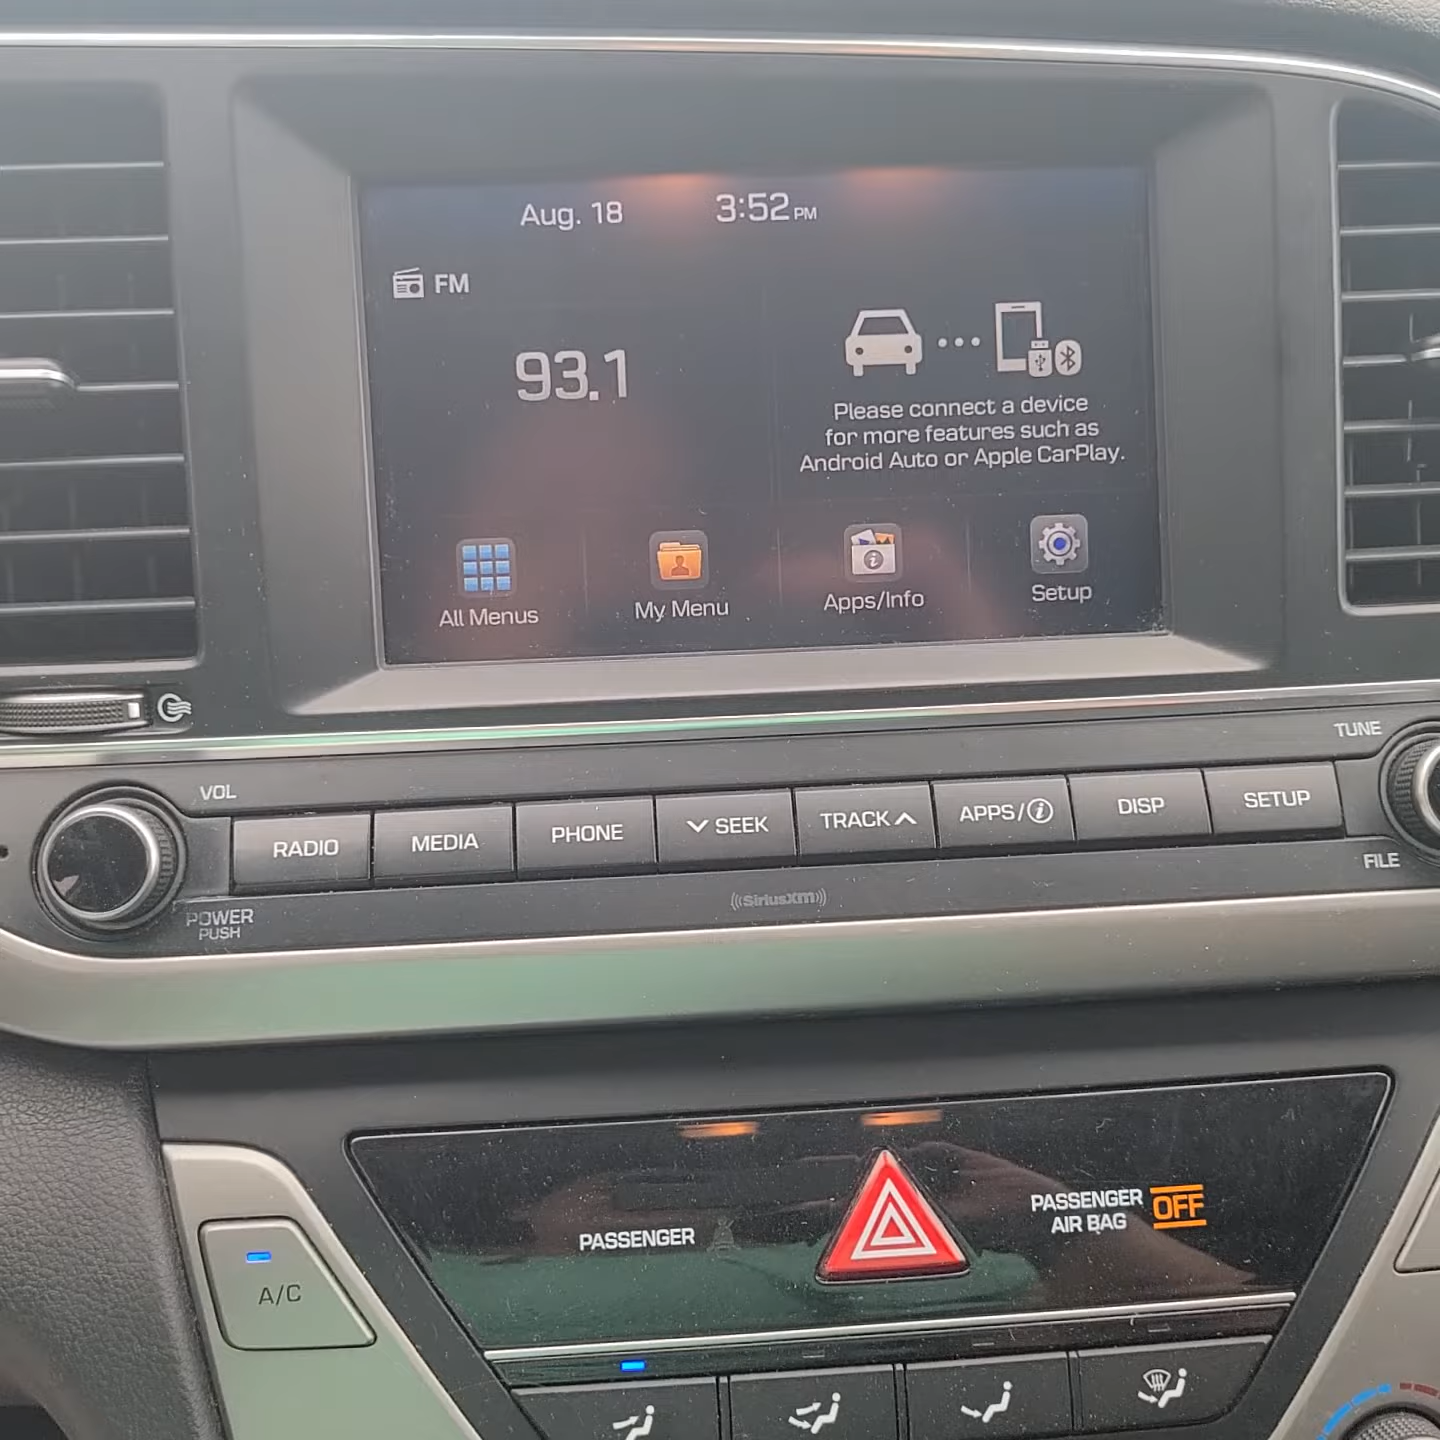 Aug. 18 3:52 PM
FM
93.1
Please connect a device
for more features such as
Android Auto or Apple CarPlay.
All Menus
My Menu
Apps/Info
Setup
VOL
TUNE
RADIO
MEDIA
PHONE
SEEK
TRACK
APPS/i
DISP
SETUP
POWER
PUSH
FILE
SiriusXM
PASSENGER
PASSENGER
AIR BAG
OFF
A/C